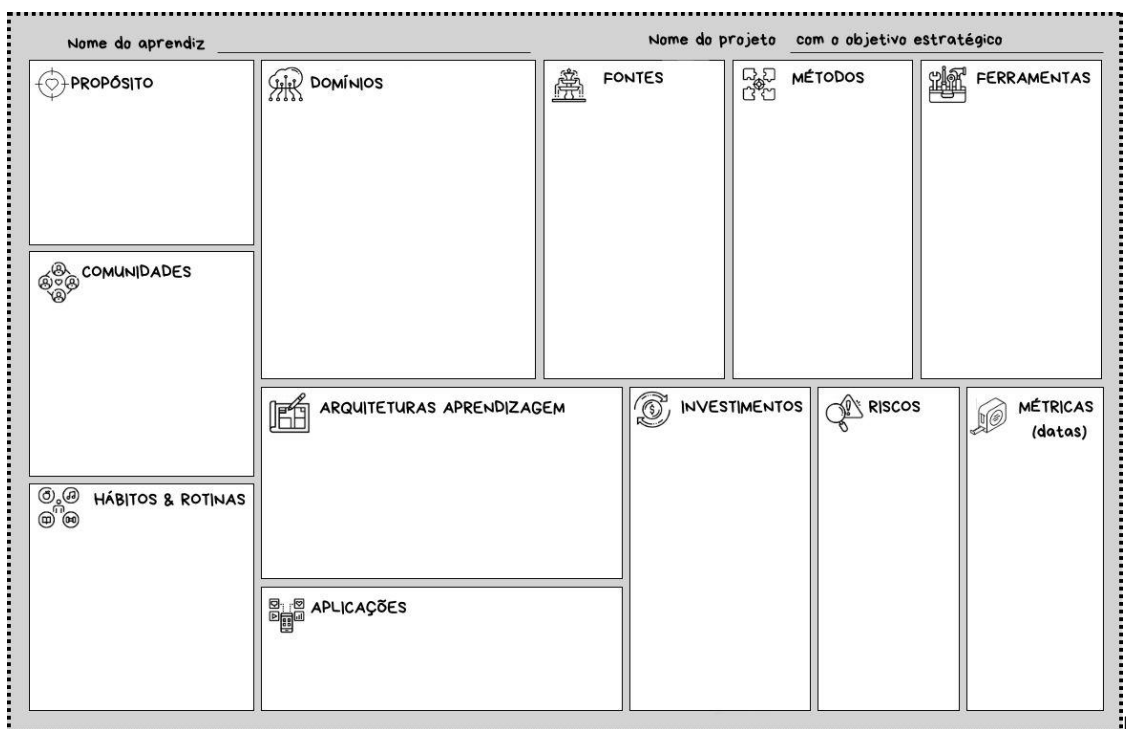 Nome do aprendiz
Nome do projeto com o objetivo estratégico
PROPÓSITO
DOMÍNIOS
FONTES
MÉTODOS
FERRAMENTAS
COMUNIDADES
HÁBITOS & ROTINAS
ARQUITETURAS APRENDIZAGEM
APLICAÇÕES
INVESTIMENTOS
RISCOS
MÉTRICAS
(datas)